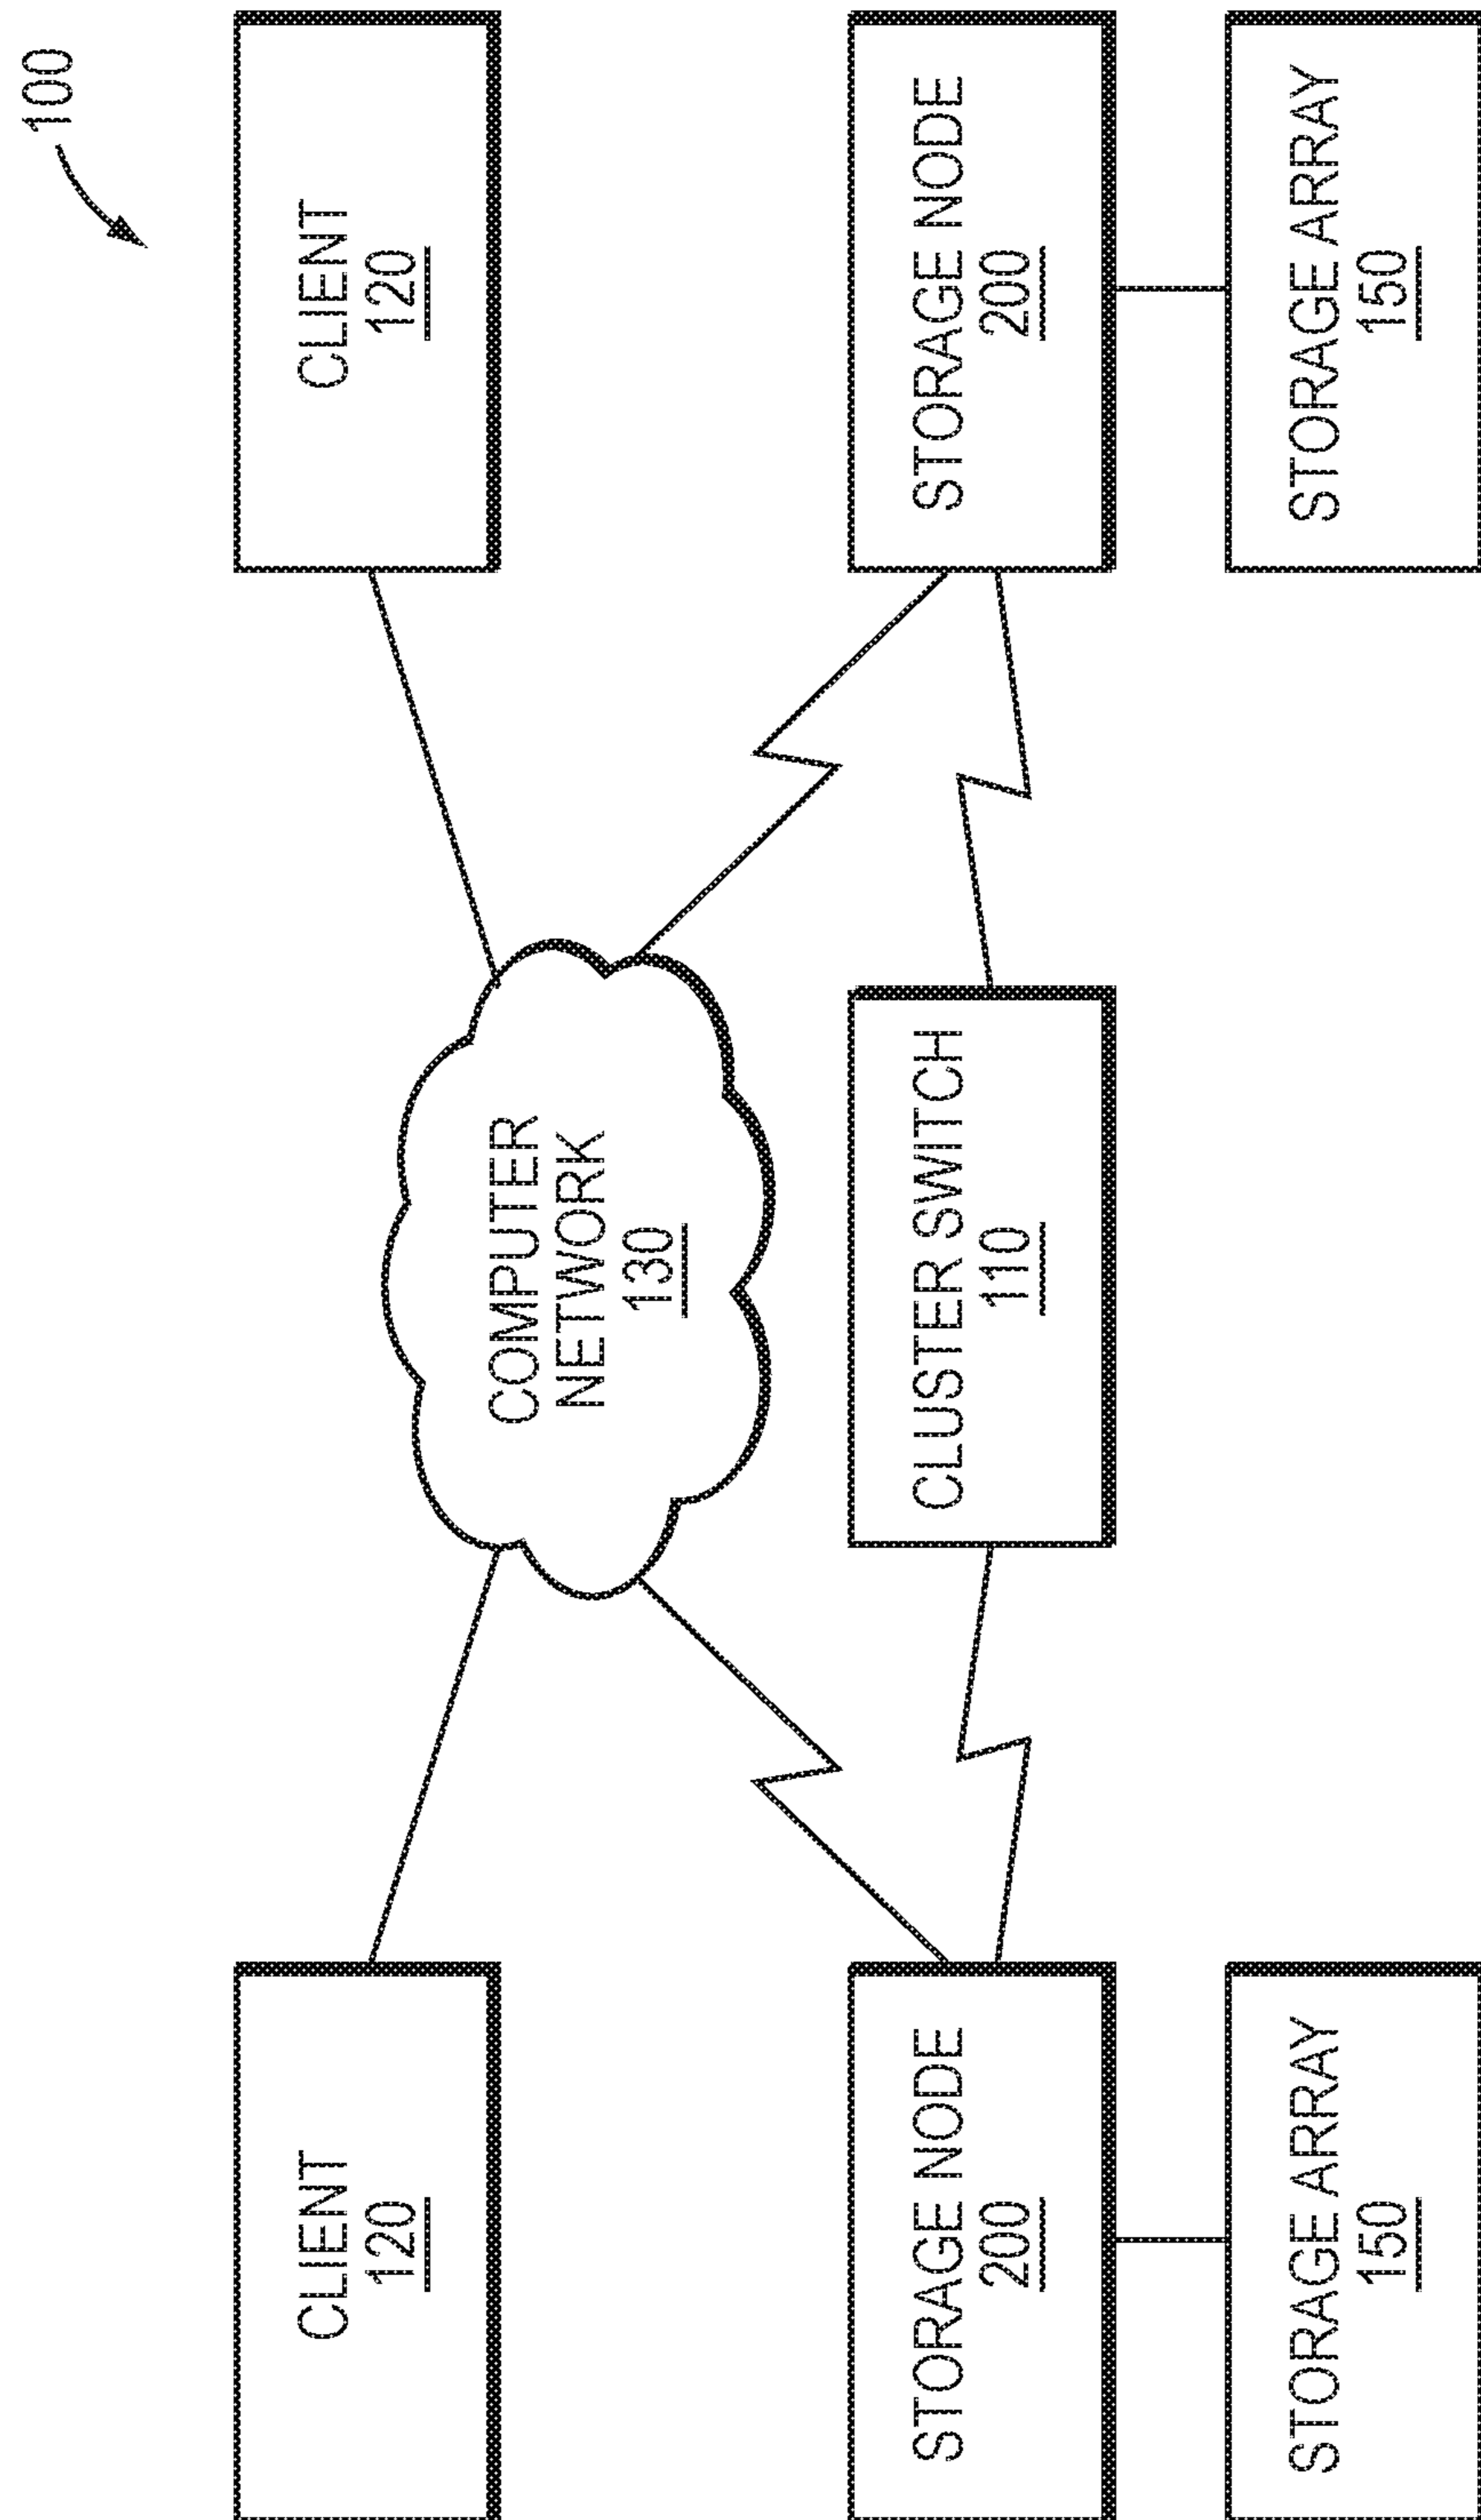 100
CLIENT
120
CLIENT
120
COMPUTER
NETWORK
130
STORAGE NODE
200
CLUSTER SWITCH
110
STORAGE NODE
200
STORAGE ARRAY
150
STORAGE ARRAY
150